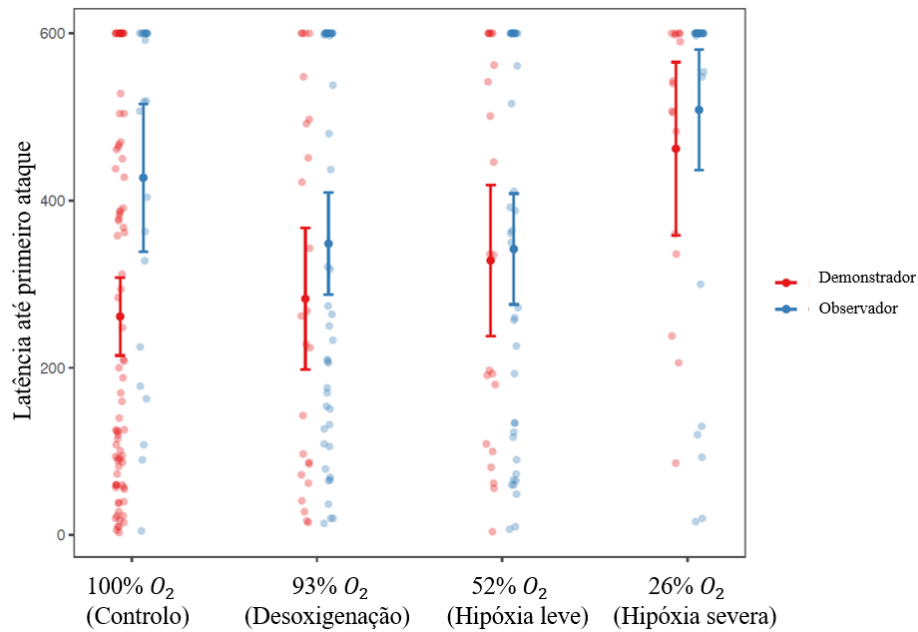 Latência até primeiro ataque
600
400
200
0
100% O₂
(Controlo)
93% O₂
(Desoxigenação)
52% O₂
(Hipóxia leve)
26% O₂
(Hipóxia severa)
Demonstrador
Observador